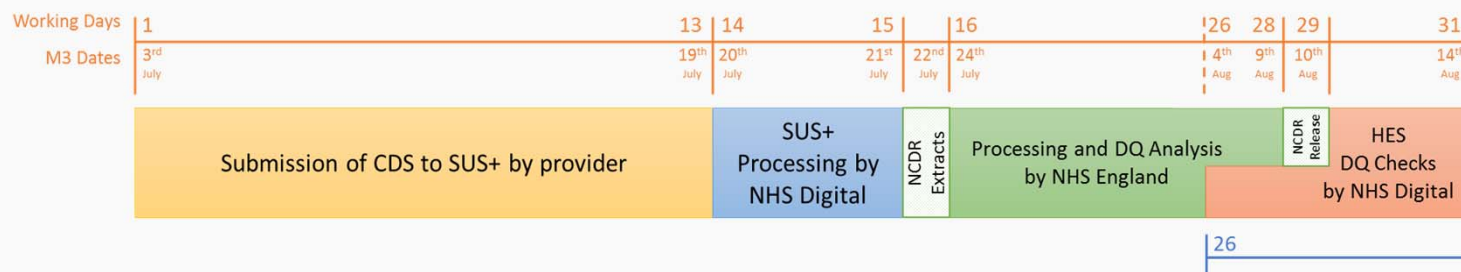 Working Days 1 13 14 15 16 26 28 29 31
M3 Dates 3rd July 19th July 20th July 21st July 22nd July 24th July 4th Aug 9th Aug 10th Aug 14th Aug
Submission of CDS to SUS+ by provider
SUS+
Processing by
NHS Digital
NCDR
Extracts
Processing and DQ Analysis
by NHS England
NCDR
Release
HES
DQ Checks
by NHS Digital
26